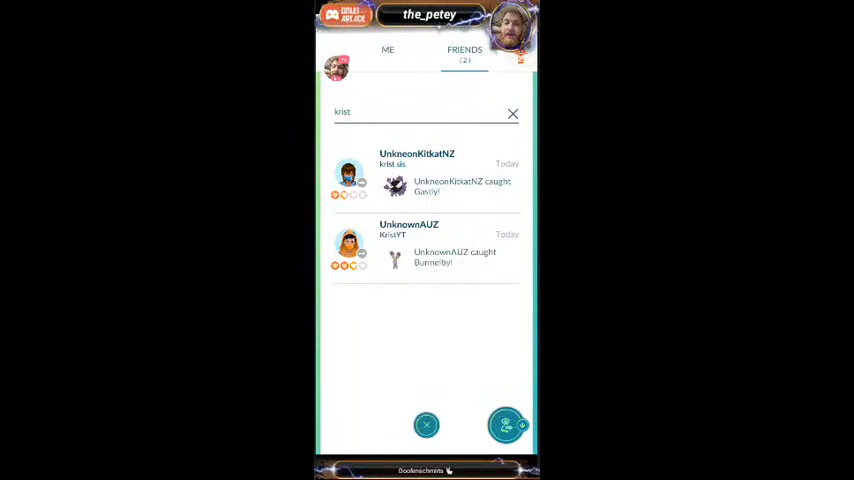 OMLET
ARCADE
the_petey
ME
FRIENDS
(2)
krist
UnkneonKitkatNZ
krist sis
Today
UnkneonKitkatNZ caught
Gastly!
UnknownAUZ
KristYT
Today
UnknownAUZ caught
Bunnelby!
Doofenschmirts